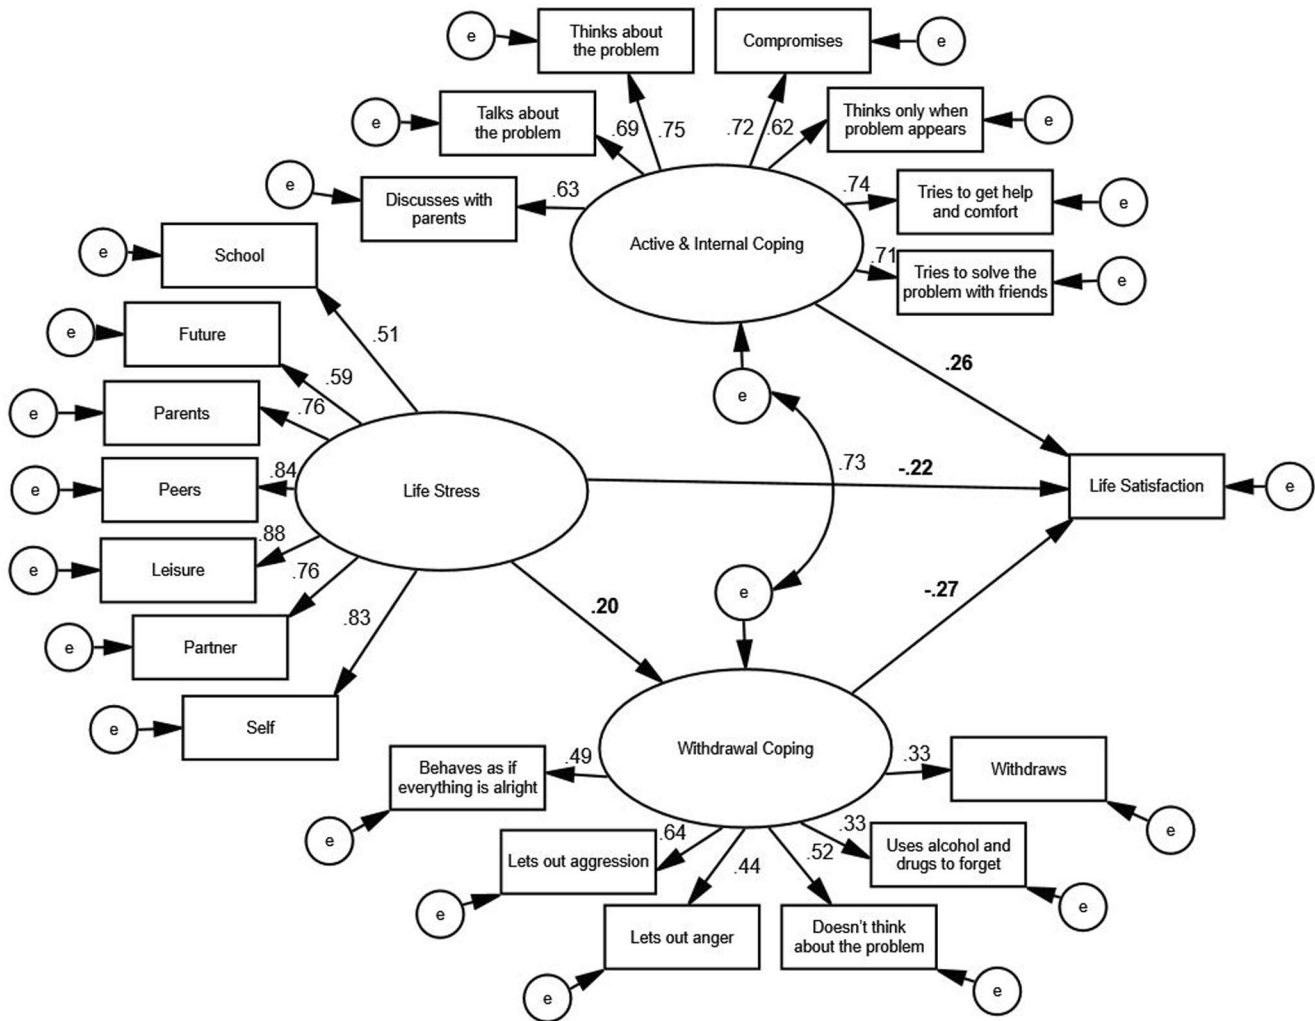 e
Thinks about
the problem
Compromises
e
e
Talks about
the problem
.69
.75
.72
.62
Thinks only when
problem appears
e
e
Discusses with
parents
.63
Active & Internal Coping
.74
Tries to get help
and comfort
e
.71
Tries to solve the
problem with friends
e
e
School
.51
e
Future
.59
e
Parents
.76
e
Peers
.84
Life Stress
e
Leisure
.88
e
Partner
.76
e
Self
.83
e
.73
e
.26
-.22
Life Satisfaction
e
.20
-.27
Withdrawal Coping
Behaves as if
everything is alright
.49
e
Lets out aggression
.64
e
Lets out anger
.44
e
Doesn't think
about the problem
.52
e
Uses alcohol and
drugs to forget
.33
e
Withdraws
.33
e